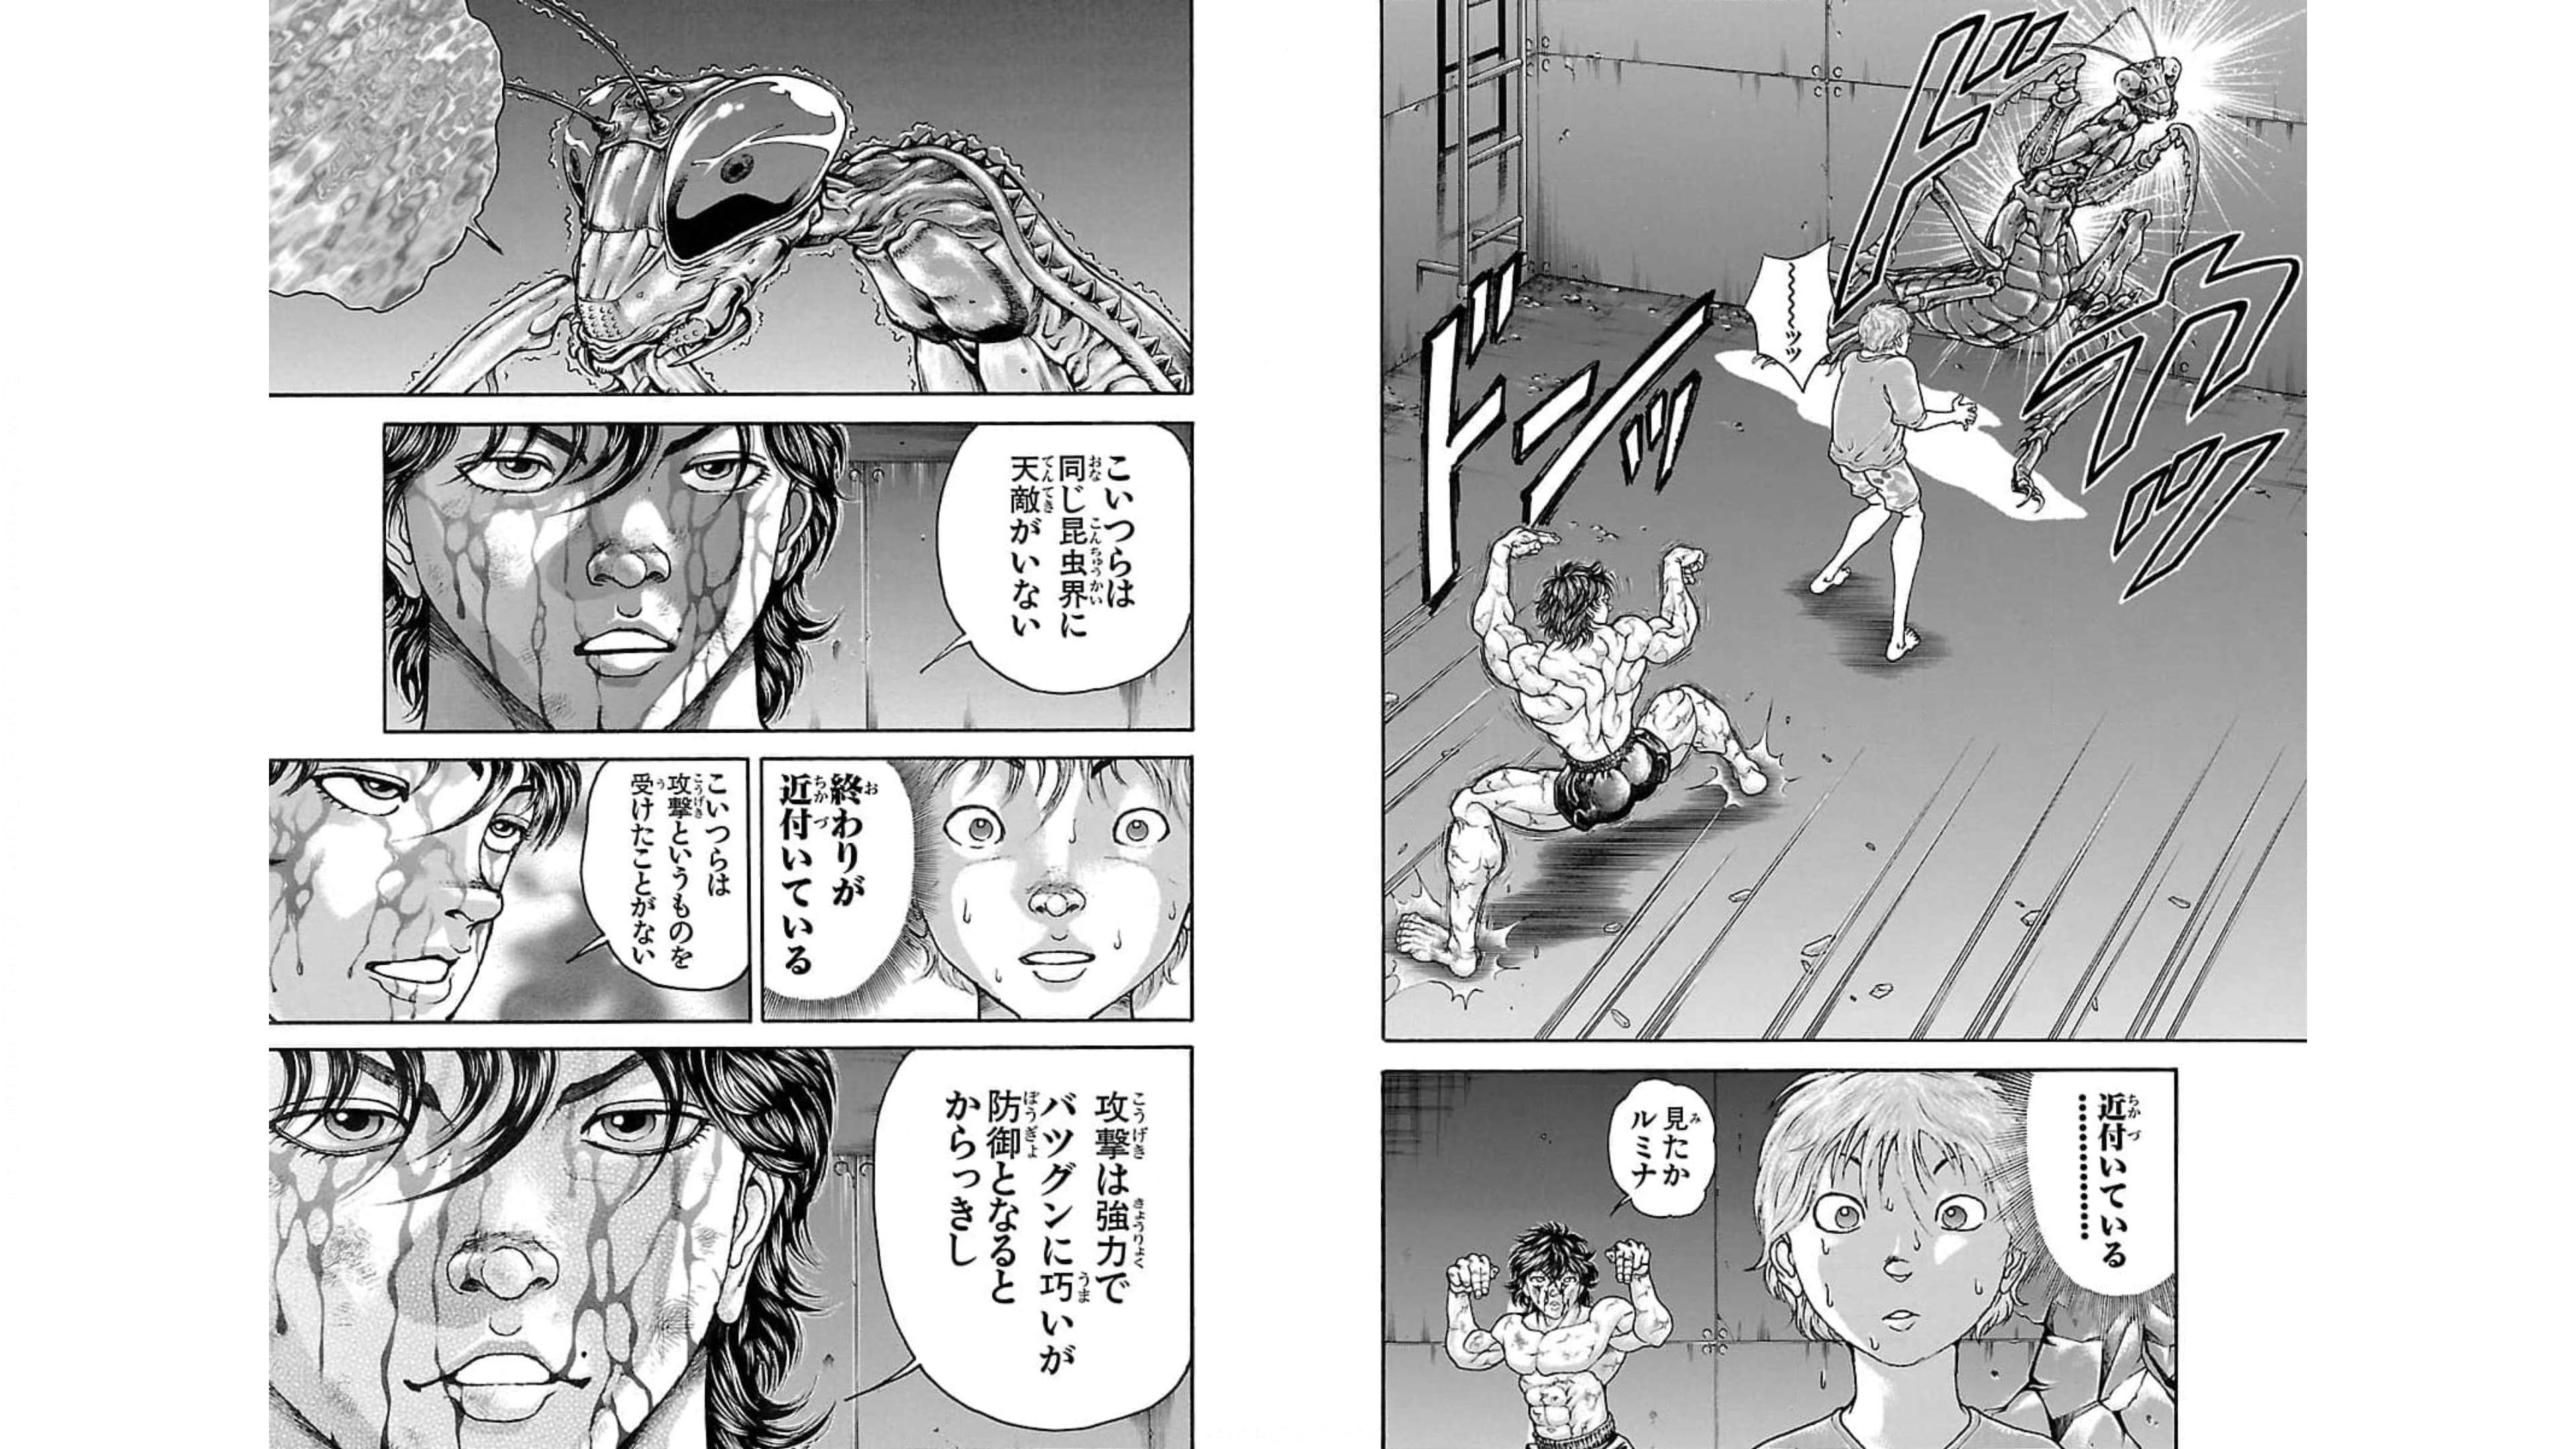 ドカッ
ドンッ
～～～～ッッ
近付いている
…………
見たか
ルミナ
こいつらは
同じ昆虫界に
天敵がいない
終わりが
近付いている
こいつらは
攻撃というものを
受けたことがない
攻撃は強力で
バツグンに巧いが
防御となると
からっきし